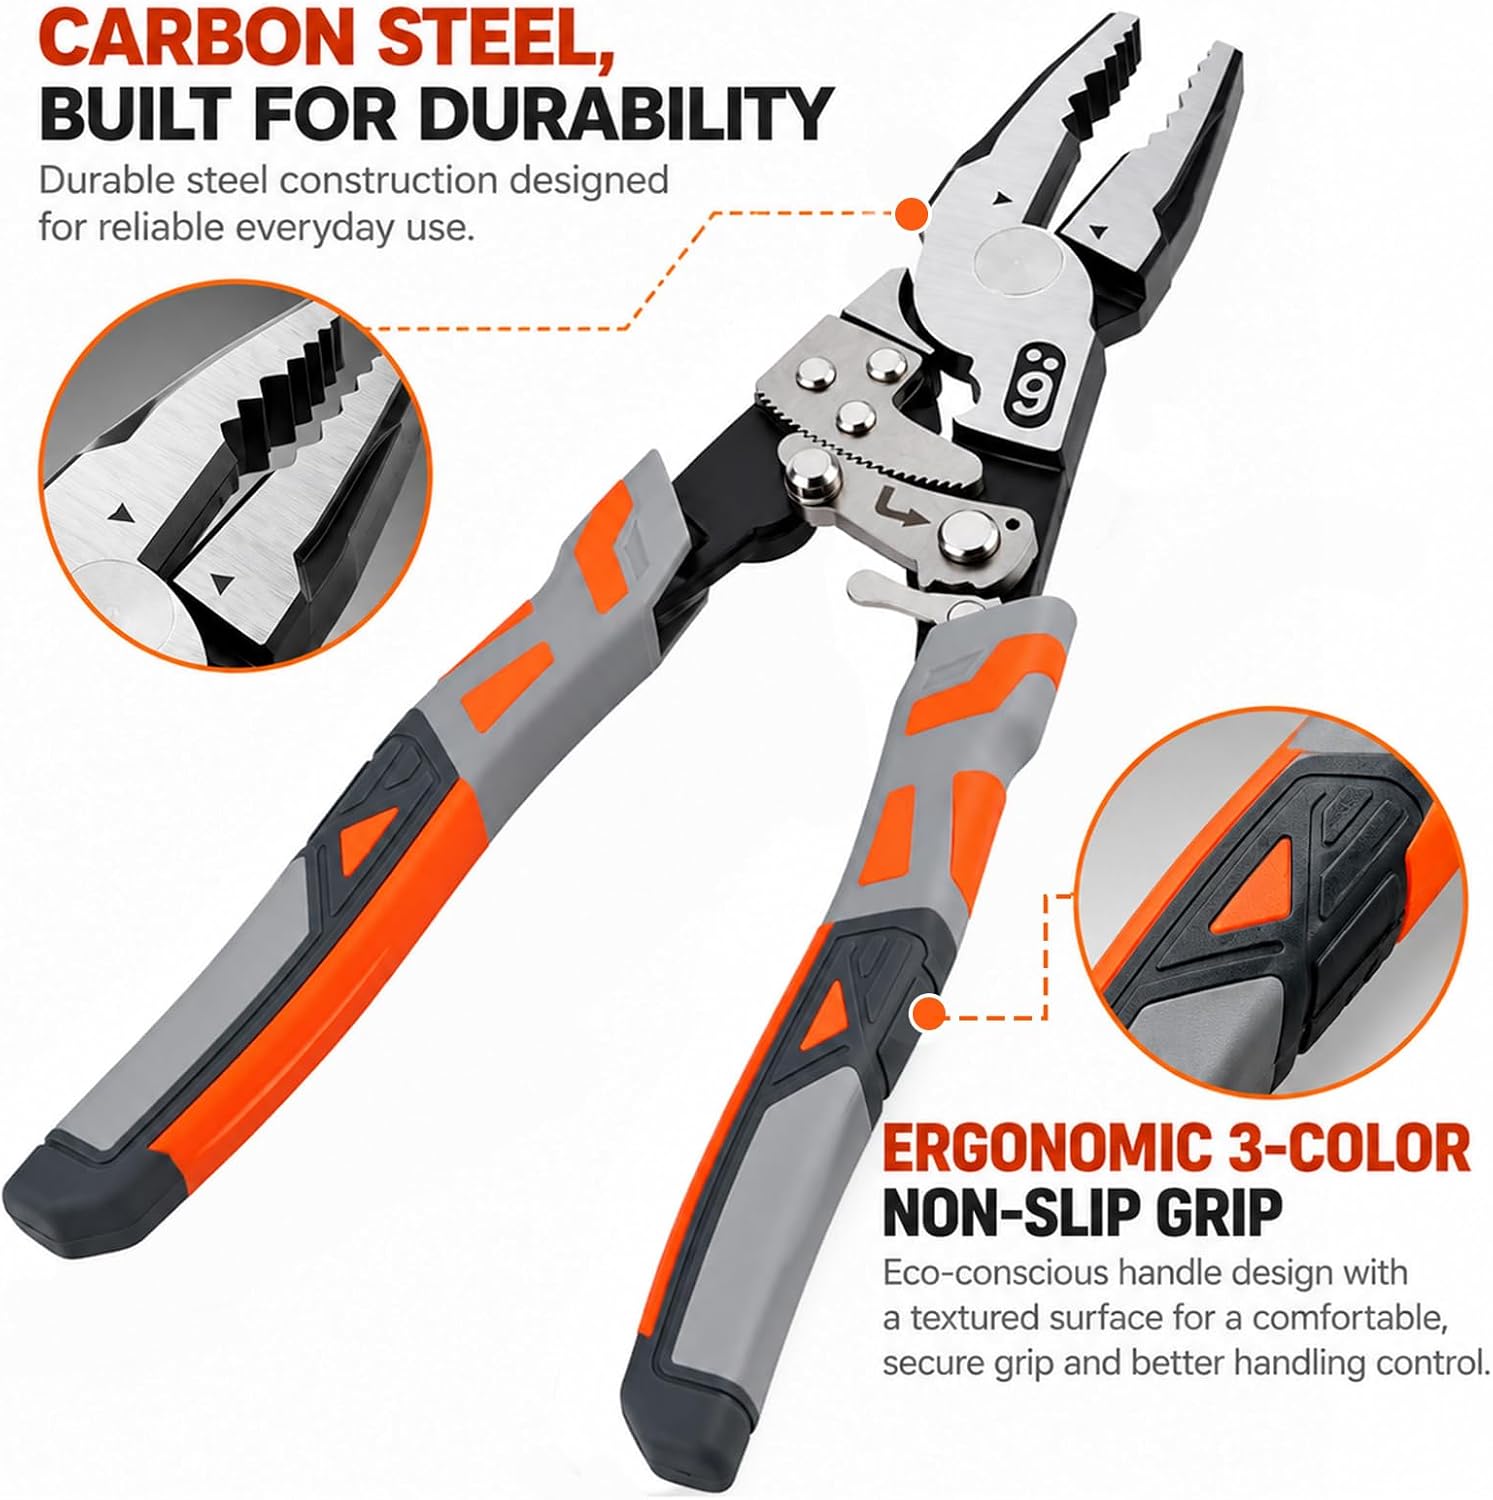 CARBON STEEL,
BUILT FOR DURABILITY
Durable steel construction designed
for reliable everyday use.
ERGONOMIC 3-COLOR
NON-SLIP GRIP
Eco-conscious handle design with
a textured surface for a comfortable,
secure grip and better handling control.